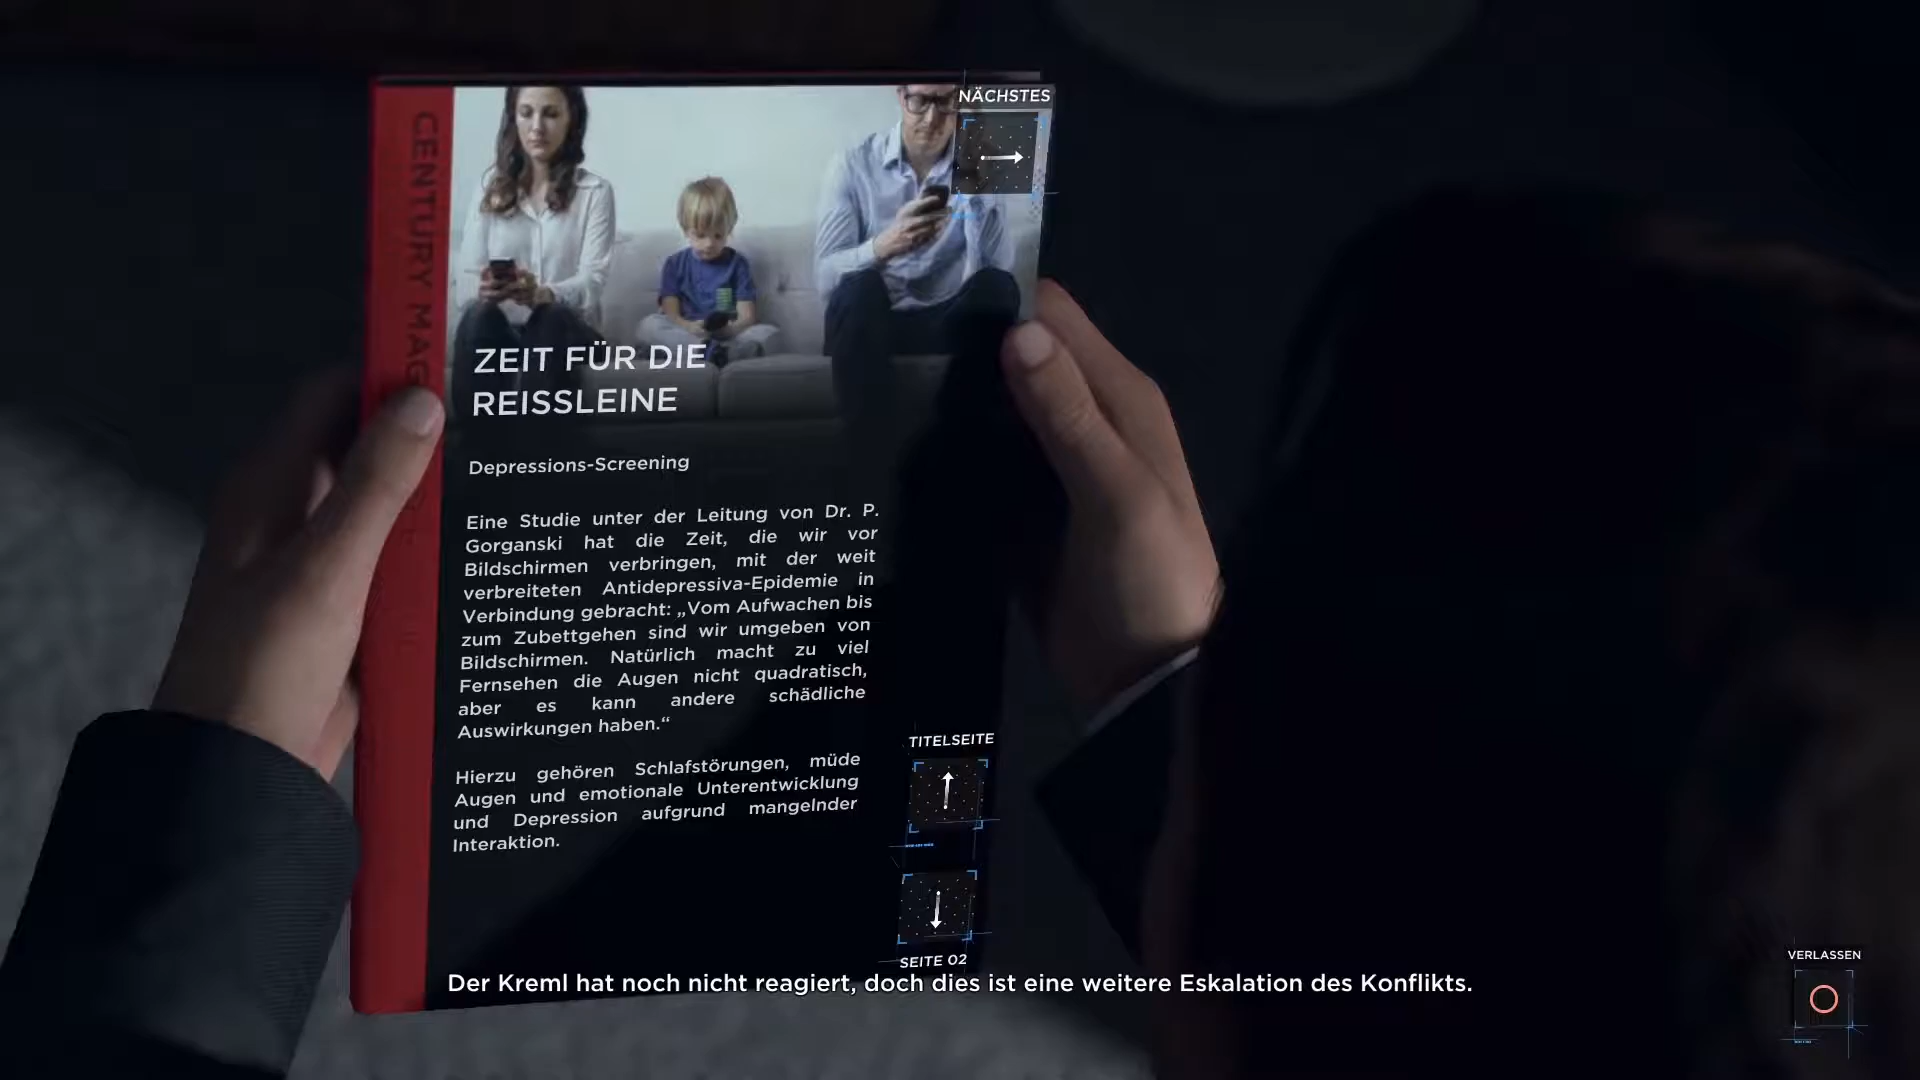 CENTURY MAG
NÄCHSTES
ZEIT FÜR DIE
REISSLEINE
Depressions-Screening
Eine Studie unter der Leitung von Dr. P.
Gorganski hat die Zeit, die wir vor
Bildschirmen verbringen, mit der weit
verbreiteten Antidepressiva-Epidemie in
Verbindung gebracht: „Vom Aufwachen bis
zum Zubettgehen sind wir umgeben von
Bildschirmen. Natürlich macht zu viel
Fernsehen die Augen nicht quadratisch,
aber es kann andere schädliche
Auswirkungen haben.“
Hierzu gehören Schlafstörungen, müde
Augen und emotionale Unterentwicklung
und Depression aufgrund mangelnder
Interaktion.
TITELSEITE
SEITE 02
Der Kreml hat noch nicht reagiert, doch dies ist eine weitere Eskalation des Konflikts.
VERLASSEN